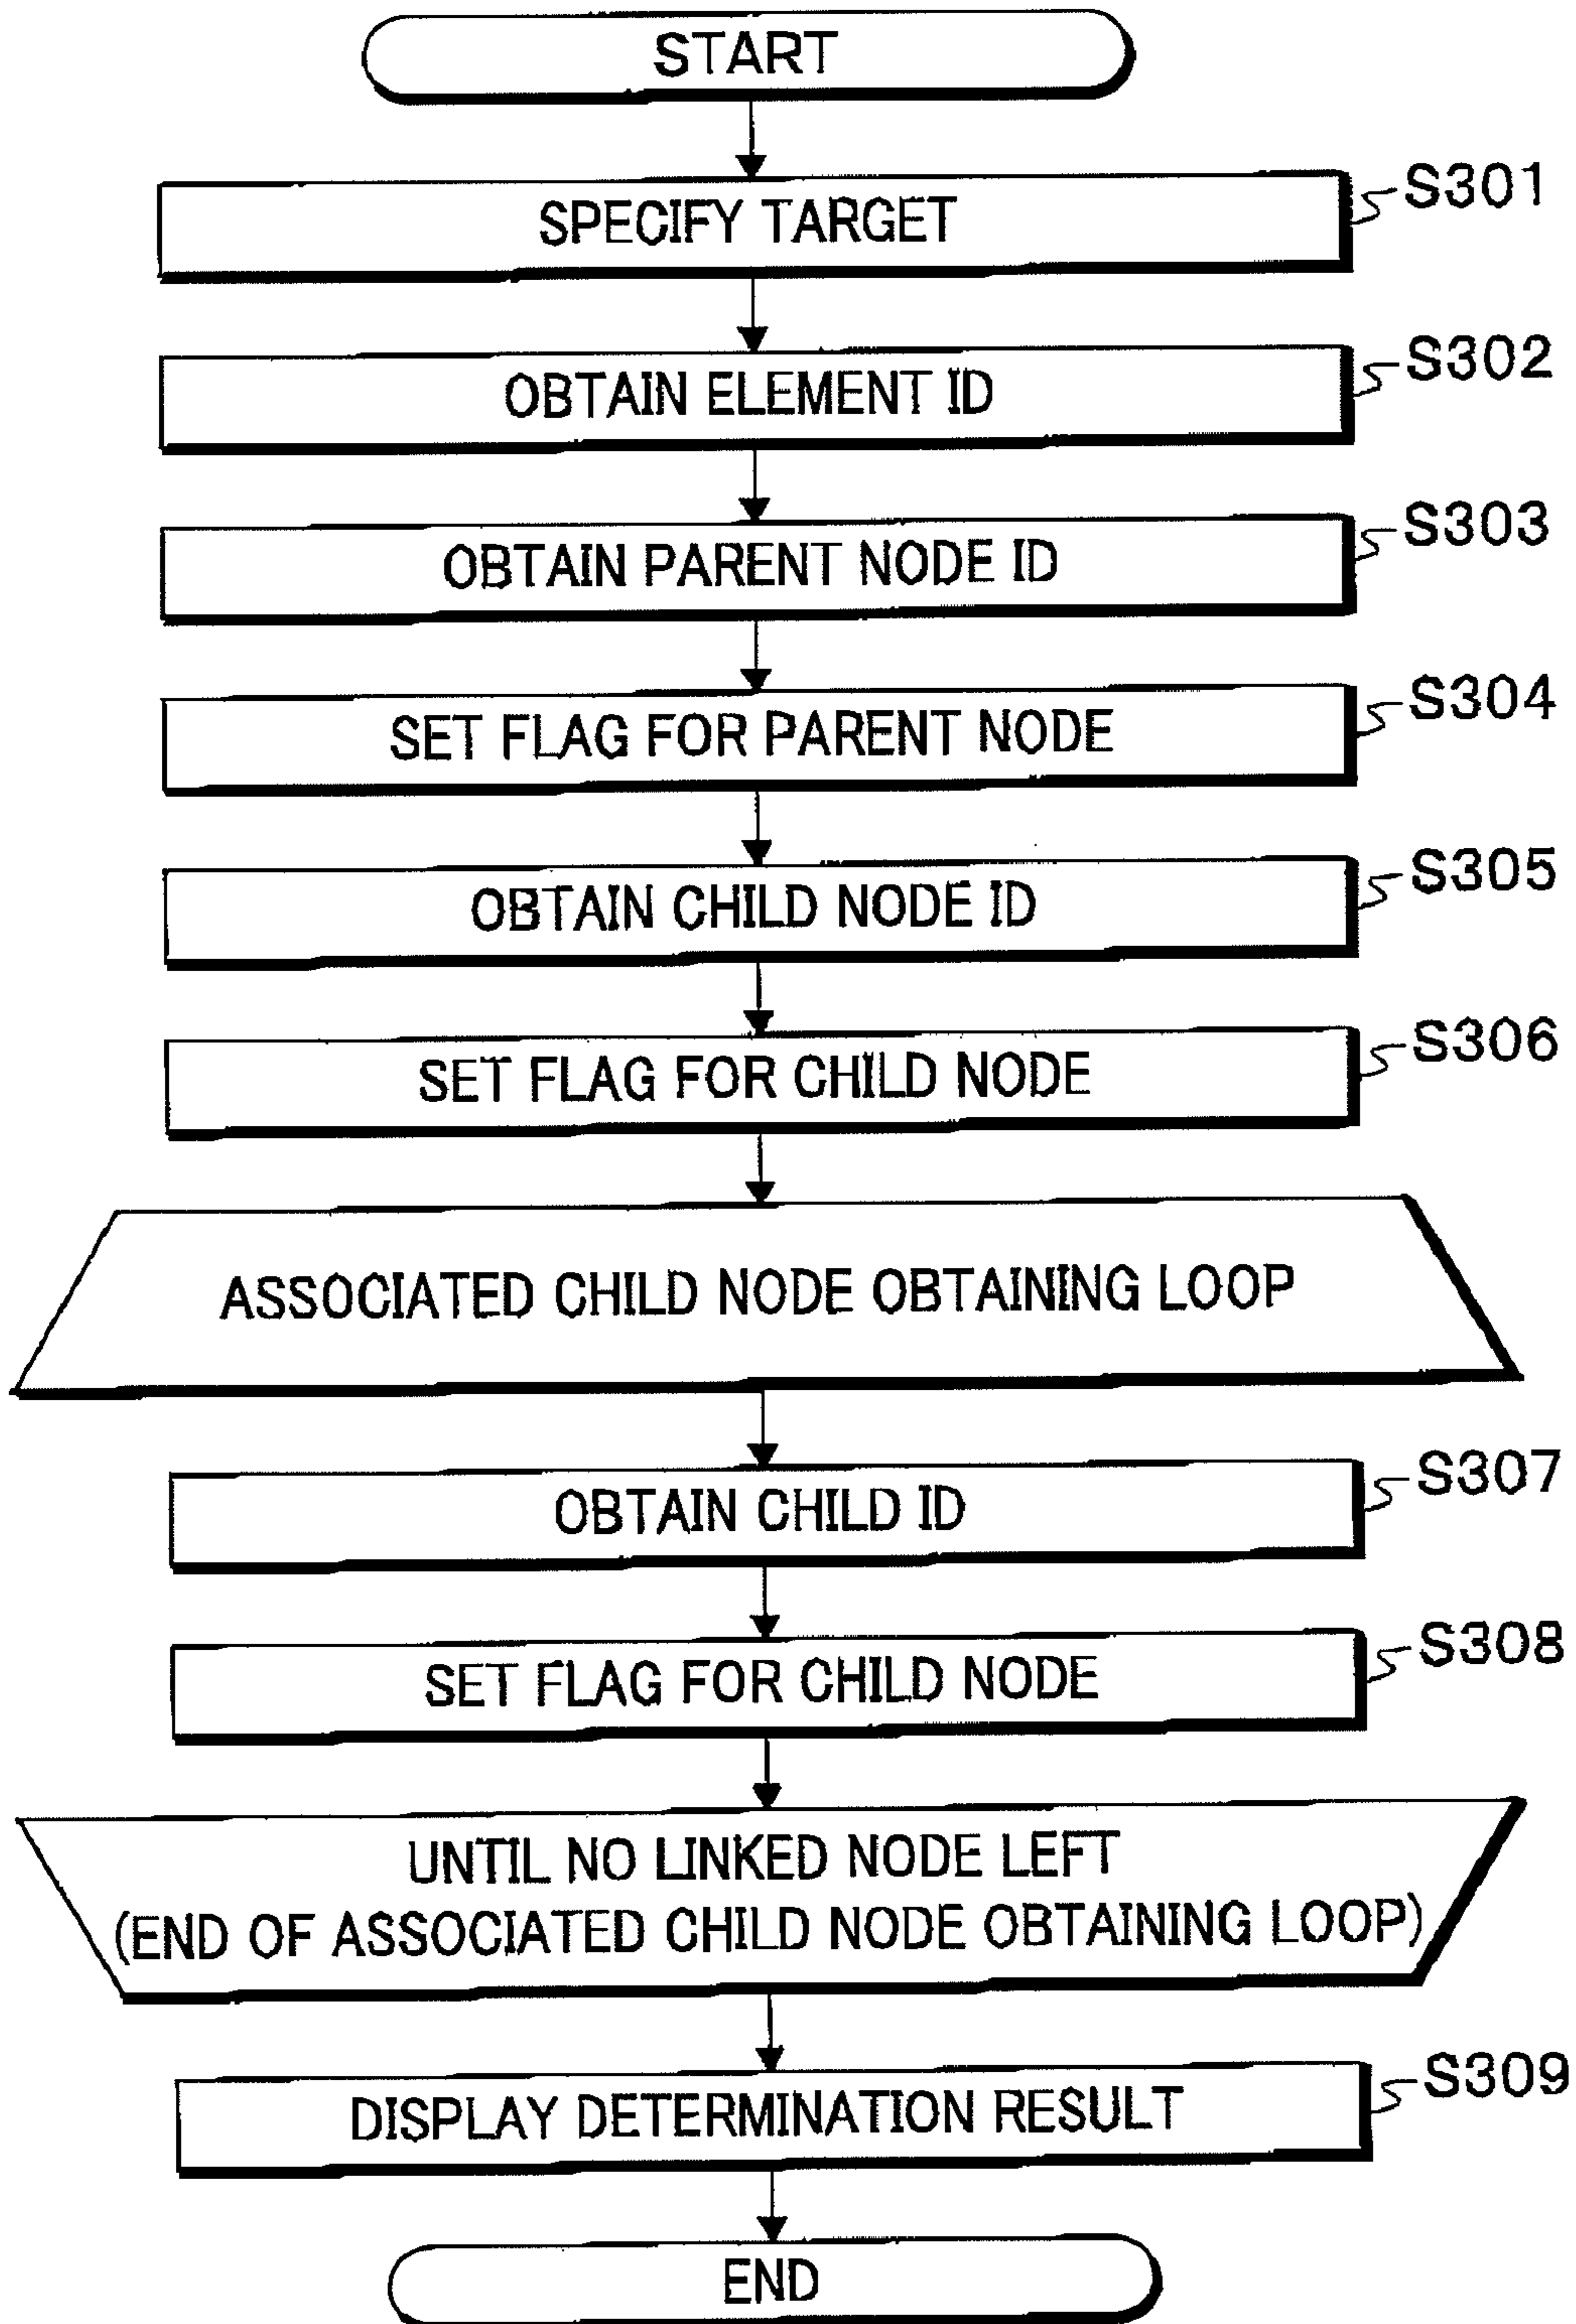 START
SPECIFY TARGET
S301
OBTAIN ELEMENT ID
S302
OBTAIN PARENT NODE ID
S303
SET FLAG FOR PARENT NODE
S304
OBTAIN CHILD NODE ID
S305
SET FLAG FOR CHILD NODE
S306
ASSOCIATED CHILD NODE OBTAINING LOOP
OBTAIN CHILD ID
S307
SET FLAG FOR CHILD NODE
S308
UNTIL NO LINKED NODE LEFT
(END OF ASSOCIATED CHILD NODE OBTAINING LOOP)
DISPLAY DETERMINATION RESULT
S309
END